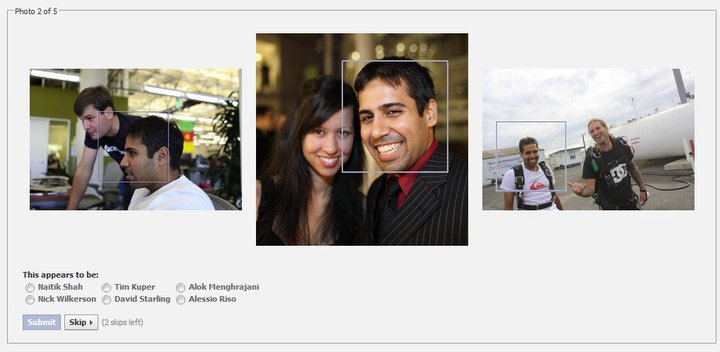 Photo 2 of 5
This appears to be:
Naitik Shah Tim Kuper Alok Menghrajani
Nick Wilkerson David Starling Alessio Riso
Submit Skip (2 skips left)